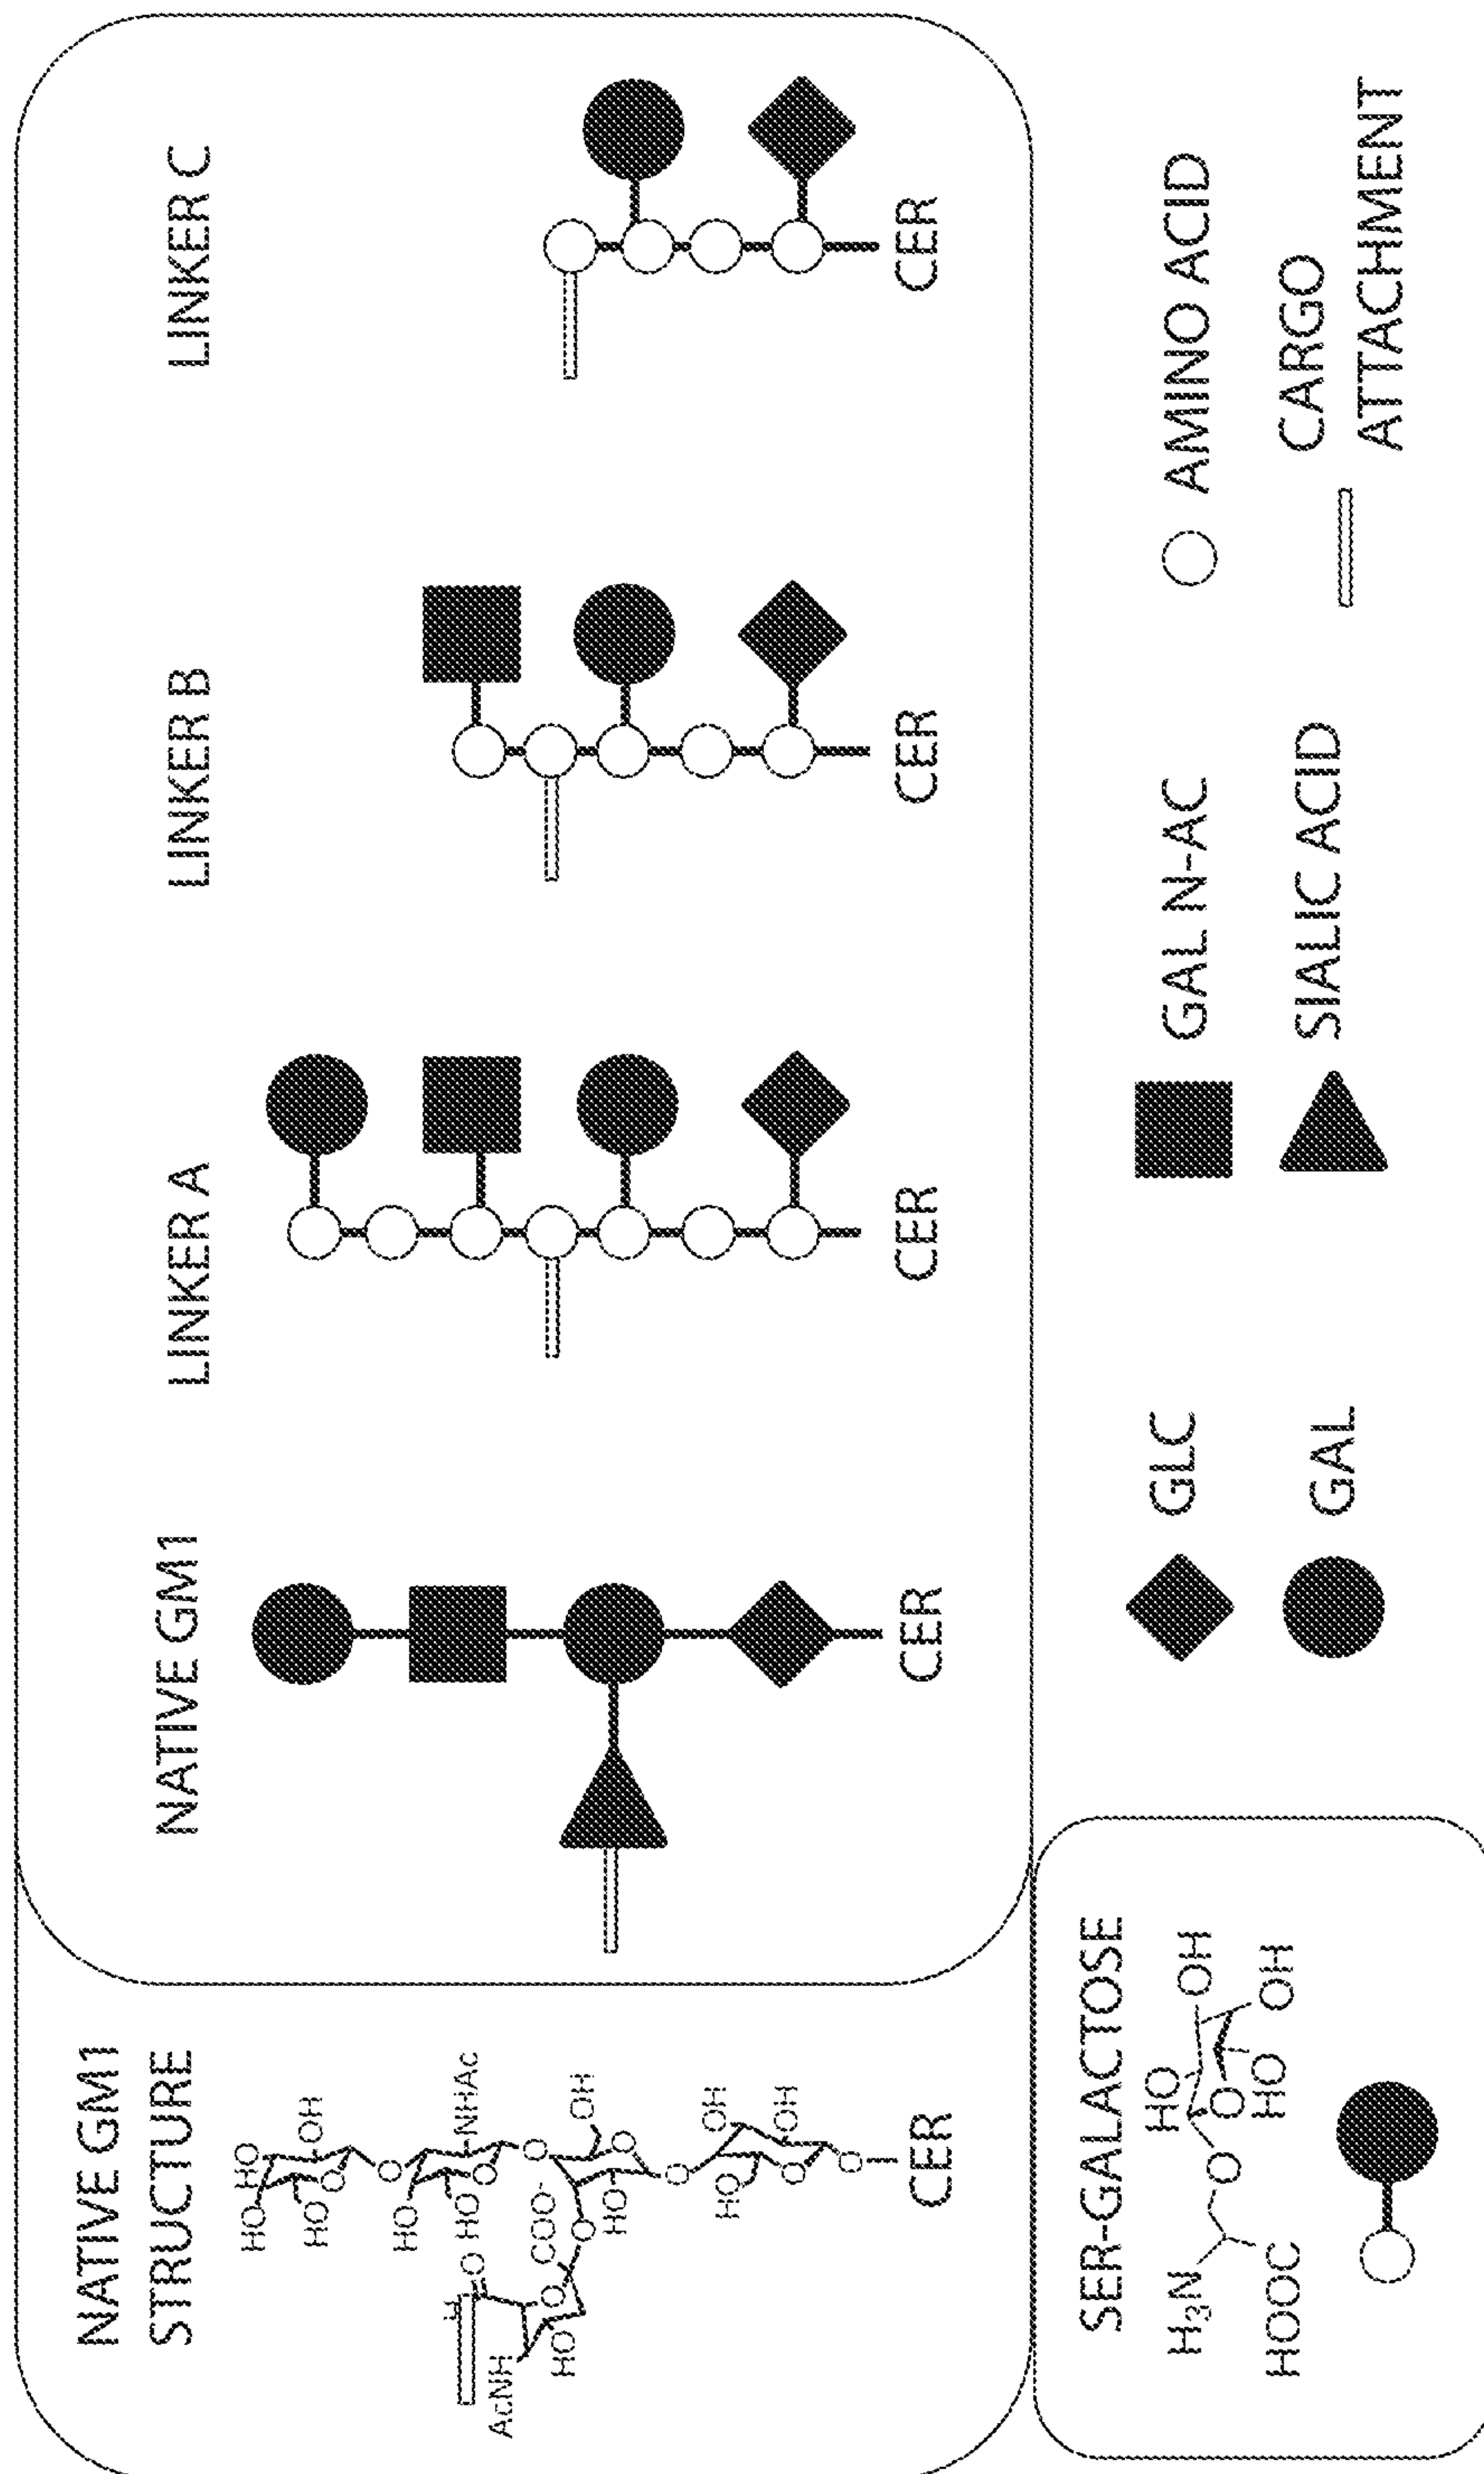 NATIVE GM1
STRUCTURE
HO
HO
OH
HO
O
O
HO
HO
NHAc
O
O
OH
O
HO
O
COO-
O
O
O
H
AcNHN
HO
OH
HO
OH
O
O
CER
NATIVE GM1
CER
LINKER A
CER
LINKER B
CER
LINKER C
CER
SER-GALACTOSE
H3N
HOOC
O
HO
O
HO
OH
OH
GLC
GAL
GAL N-AC
SIALIC ACID
AMINO ACID
CARGO
ATTACHMENT